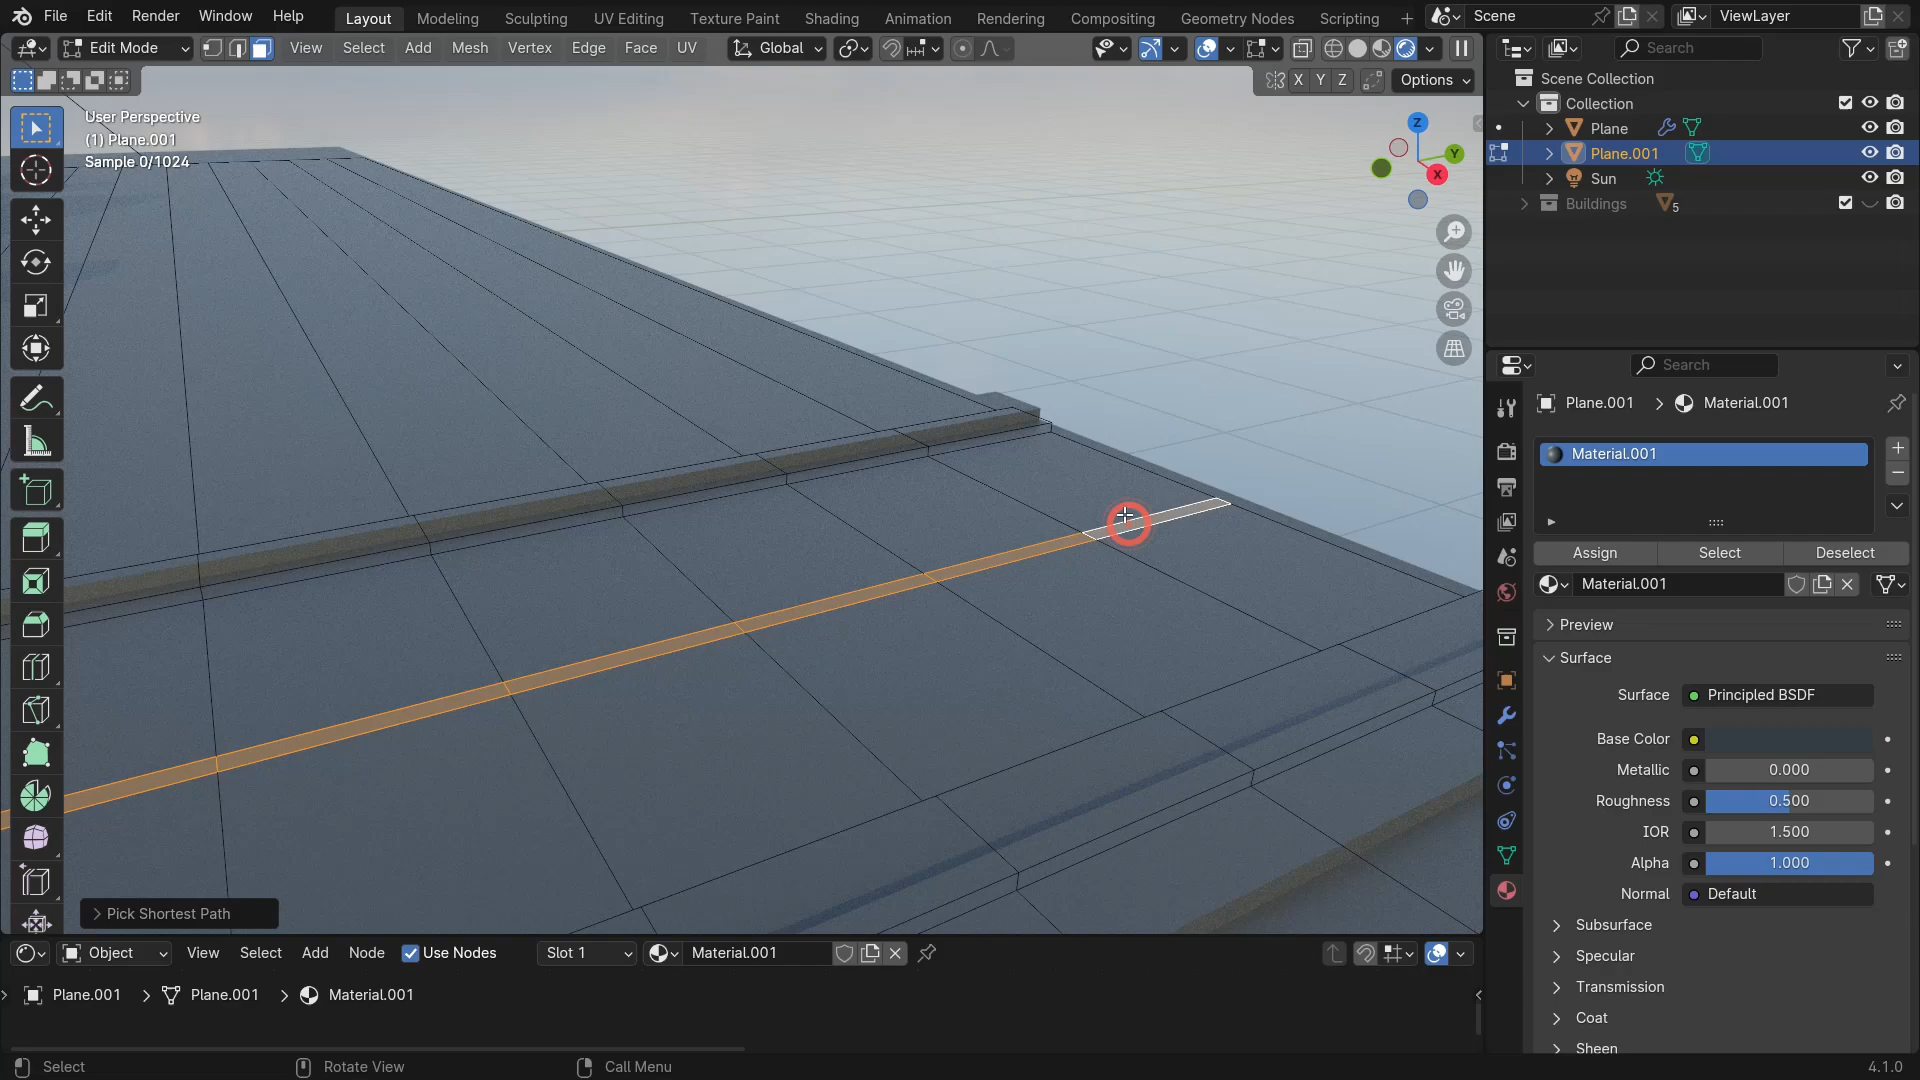 File Edit Render Window Help Layout Modeling Sculpting UV Editing Texture Paint Shading Animation Rendering Compositing Geometry Nodes Scripting + Scene ViewLayer
Edit Mode View Select Add Mesh Vertex Edge Face UV Global Search
X Y Z Options
Scene Collection
Collection
Plane
Plane.001
Sun
Buildings 5
User Perspective
(1) Plane.001
Sample 0/1024
Z
Y
X
Search
Plane.001 > Material.001
Material.001
Assign Select Deselect
Material.001
Preview
Surface
Surface Principled BSDF
Base Color
Metallic 0.000
Roughness 0.500
IOR 1.500
Alpha 1.000
Normal Default
Subsurface
Specular
Transmission
Coat
Sheen
> Pick Shortest Path
Object View Select Add Node Use Nodes Slot 1 Material.001
Plane.001 > Plane.001 > Material.001
Select Rotate View Call Menu 4.1.0